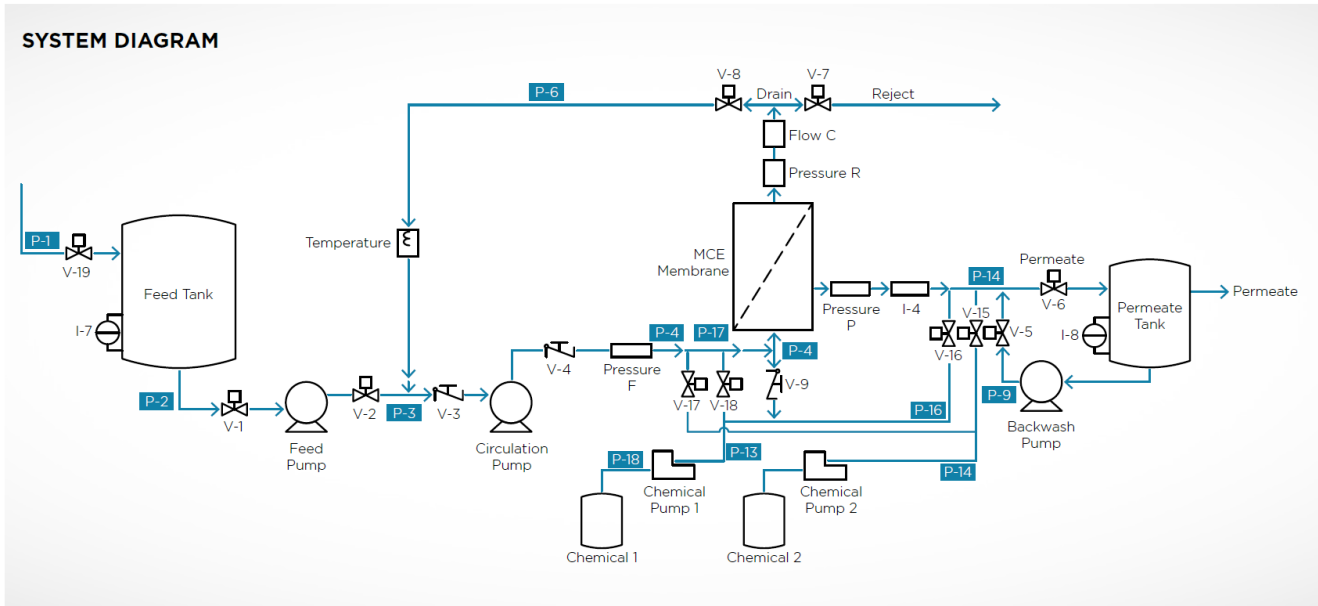 SYSTEM DIAGRAM
V-8
V-7
P-6
Drain
Reject
Flow C
Pressure R
P-1
V-19
Temperature
MCE
Membrane
Feed Tank
I-7
Permeate
P-14
V-6
Permeate
Tank
Permeate
Pressure
P
I-4
V-15
V-5
V-16
I-8
P-4
P-17
P-4
V-4
Pressure
F
V-17
V-18
V-9
P-2
V-1
V-2
P-3
V-3
P-9
P-16
Feed
Pump
Circulation
Pump
Backwash
Pump
P-18
P-13
P-14
Chemical
Pump 1
Chemical
Pump 2
Chemical 1
Chemical 2